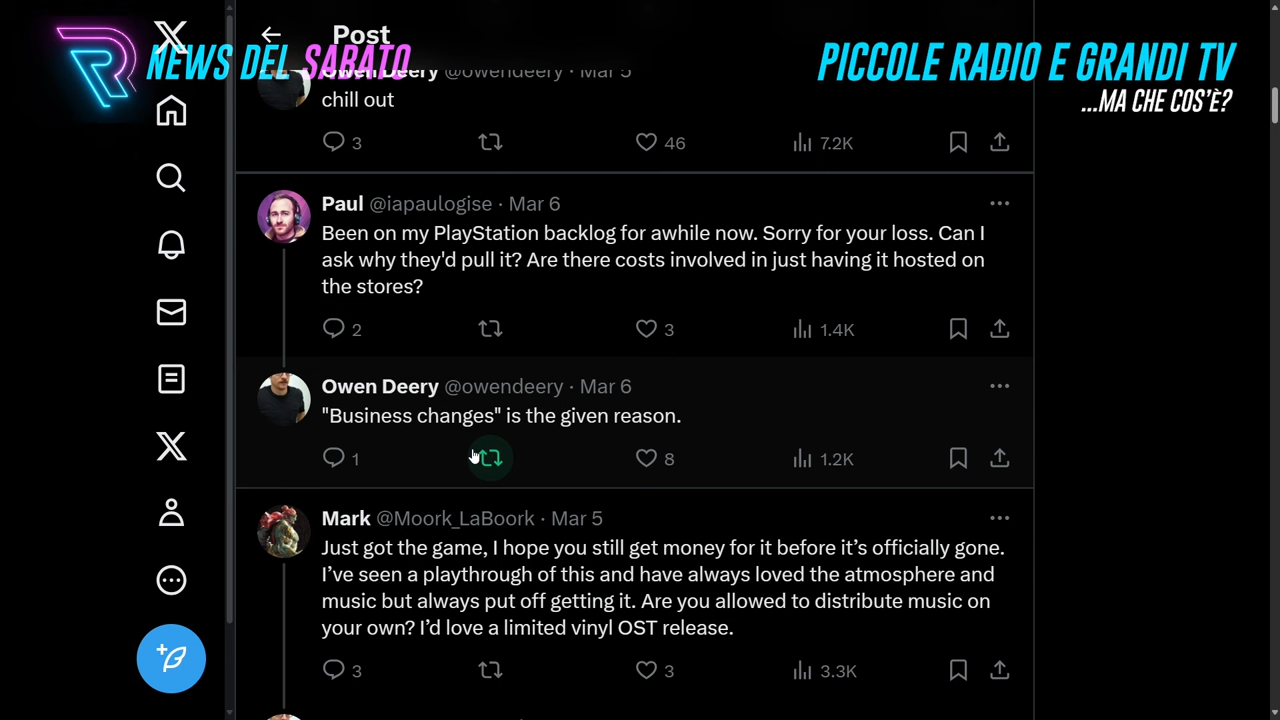 Post
NEWS DEL SABATO
PICCOLE RADIO E GRANDI TV
...MA CHE COS'È?
Owen Deery @owendeery · Mar 5
chill out
3 46 7.2K
Paul @iapaulogise · Mar 6
Been on my PlayStation backlog for awhile now. Sorry for your loss. Can I
ask why they'd pull it? Are there costs involved in just having it hosted on
the stores?
2 3 1.4K
Owen Deery @owendeery · Mar 6
"Business changes" is the given reason.
1 8 1.2K
Mark @Moork_LaBoork · Mar 5
Just got the game, I hope you still get money for it before it’s officially gone.
I’ve seen a playthrough of this and have always loved the atmosphere and
music but always put off getting it. Are you allowed to distribute music on
your own? I’d love a limited vinyl OST release.
3 3 3.3K